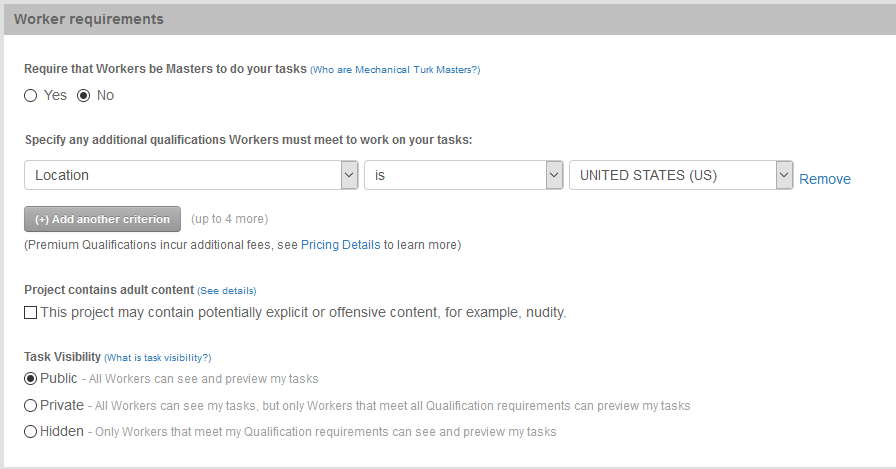 Worker requirements
Require that Workers be Masters to do your tasks (Who are Mechanical Turk Masters?)
Yes No
Specify any additional qualifications Workers must meet to work on your tasks:
Location is UNITED STATES (US) Remove
(+) Add another criterion (up to 4 more)
(Premium Qualifications incur additional fees, see Pricing Details to learn more)
Project contains adult content (See details)
This project may contain potentially explicit or offensive content, for example, nudity.
Task Visibility (What is task visibility?)
Public - All Workers can see and preview my tasks
Private - All Workers can see my tasks, but only Workers that meet all Qualification requirements can preview my tasks
Hidden - Only Workers that meet my Qualification requirements can see and preview my tasks